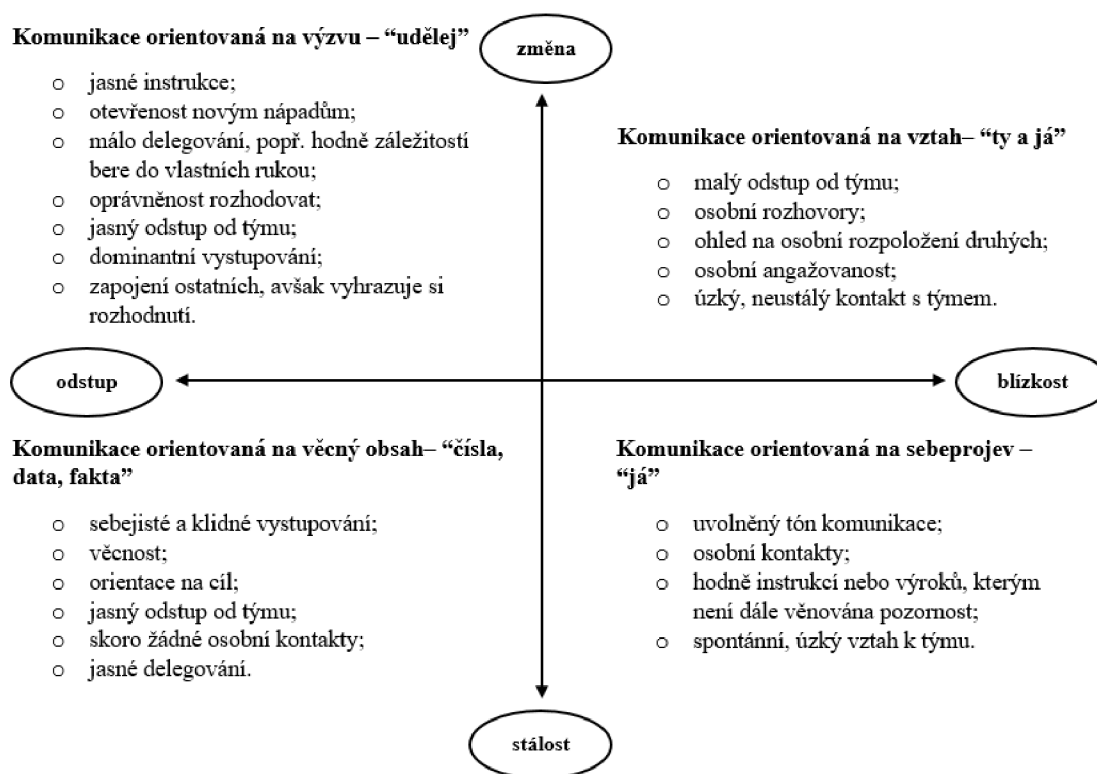 změna
Komunikace orientovaná na výzvu – “udělej”
o jasné instrukce;
o otevřenost novým nápadům;
o málo delegování, popř. hodně záležitostí
bere do vlastních rukou;
o oprávněnost rozhodovat;
o jasný odstup od týmu;
o dominantní vystupování;
o zapojení ostatních, avšak vyhrazuje si
rozhodnutí.
Komunikace orientovaná na vztah– “ty a já”
o malý odstup od týmu;
o osobní rozhovory;
o ohled na osobní rozpoložení druhých;
o osobní angažovanost;
o úzký, neustálý kontakt s týmem.
odstup
blízkost
Komunikace orientovaná na věcný obsah– “čísla,
data, fakta”
o sebejisté a klidné vystupování;
o věcnost;
o orientace na cíl;
o jasný odstup od týmu;
o skoro žádné osobní kontakty;
o jasné delegování.
Komunikace orientovaná na sebeprojev –
“já”
o uvolněný tón komunikace;
o osobní kontakty;
o hodně instrukcí nebo výroků, kterým
není dále věnována pozornost;
o spontánní, úzký vztah k týmu.
stálost